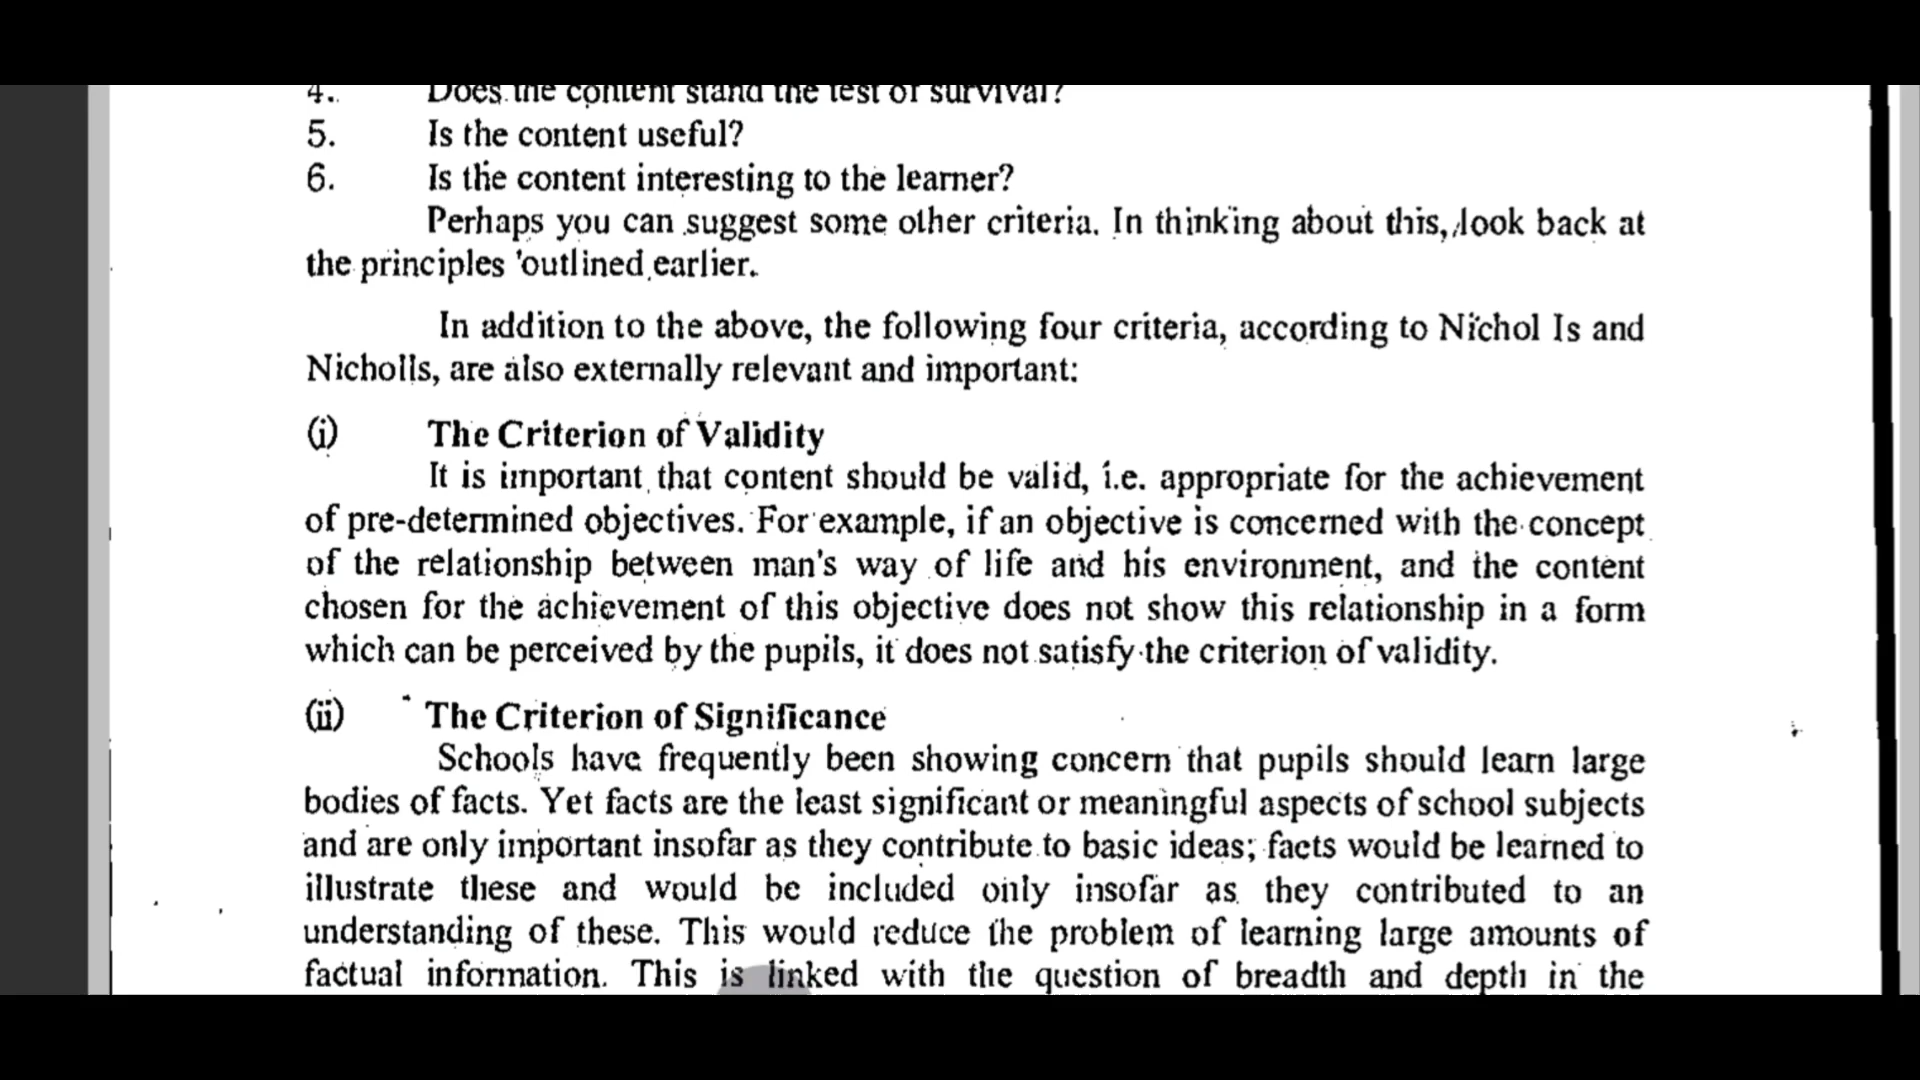 4. Does the content stand the test of survival?
5. Is the content useful?
6. Is the content interesting to the learner?
Perhaps you can suggest some other criteria. In thinking about this, look back at
the principles 'outlined earlier.
In addition to the above, the following four criteria, according to Nichol Is and
Nicholls, are also externally relevant and important:
(i) The Criterion of Validity
It is important that content should be valid, i.e. appropriate for the achievement
of pre-determined objectives. For example, if an objective is concerned with the concept
of the relationship between man's way of life and his environment, and the content
chosen for the achievement of this objective does not show this relationship in a form
which can be perceived by the pupils, it does not satisfy the criterion of validity.
(ii) The Criterion of Significance
Schools have frequently been showing concern that pupils should learn large
bodies of facts. Yet facts are the least significant or meaningful aspects of school subjects
and are only important insofar as they contribute to basic ideas; facts would be learned to
illustrate these and would be included only insofar as they contributed to an
understanding of these. This would reduce the problem of learning large amounts of
factual information. This is linked with the question of breadth and depth in the